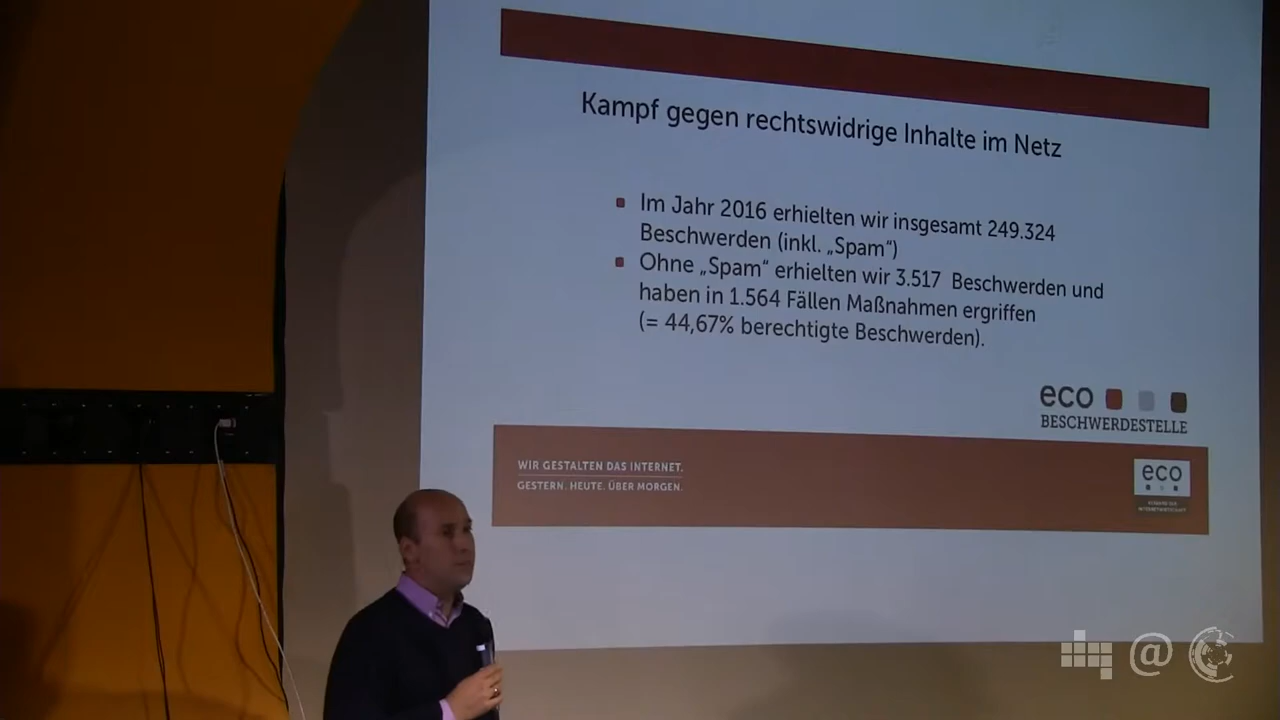 Kampf gegen rechtswidrige Inhalte im Netz
Im Jahr 2016 erhielten wir insgesamt 249.324
Beschwerden (inkl. „Spam“)
Ohne „Spam“ erhielten wir 3.517 Beschwerden und
haben in 1.564 Fällen Maßnahmen ergriffen
(= 44,67% berechtigte Beschwerden).
eco
BESCHWERDESTELLE
WIR GESTALTEN DAS INTERNET.
GESTERN. HEUTE. ÜBER MORGEN.
eco
@